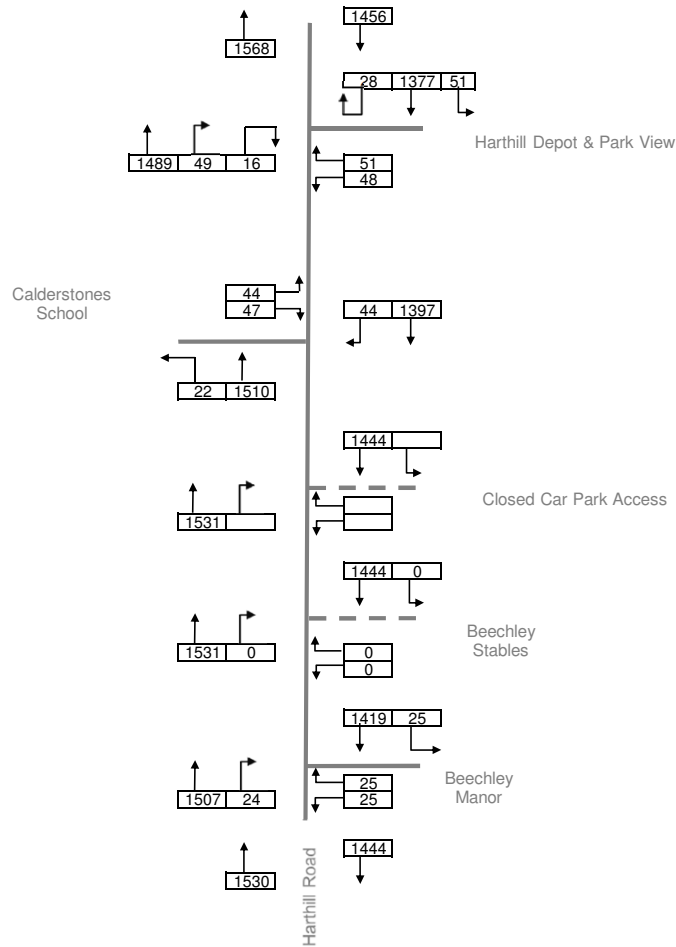 1456
1568
28 1377 51
Harthill Depot & Park View
1489 49 16
51
48
Calderstones
School
44
47
44 1397
22 1510
1444
Closed Car Park Access
1531
1444 0
Beechley
Stables
1531 0
0
0
1419 25
Beechley
Manor
1507 24
25
25
1444
1530
Harthill Road